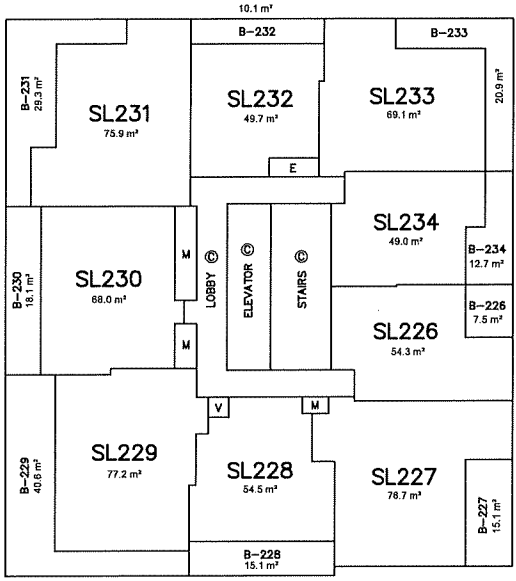 10.1 m²
B-232
B-233
B-231
29.3 m²
SL231
75.9 m²
SL232
49.7 m²
SL233
69.1 m²
20.9 m²
E
SL234
49.0 m²
B-234
12.7 m²
M
LOBBY ©
ELEVATOR ©
STAIRS ©
B-230
18.1 m²
SL230
68.0 m²
B-226
7.5 m²
SL226
54.3 m²
M
V
M
B-229
40.6 m²
SL229
77.2 m²
SL228
54.5 m²
SL227
76.7 m²
B-227
15.1 m²
B-228
15.1 m²